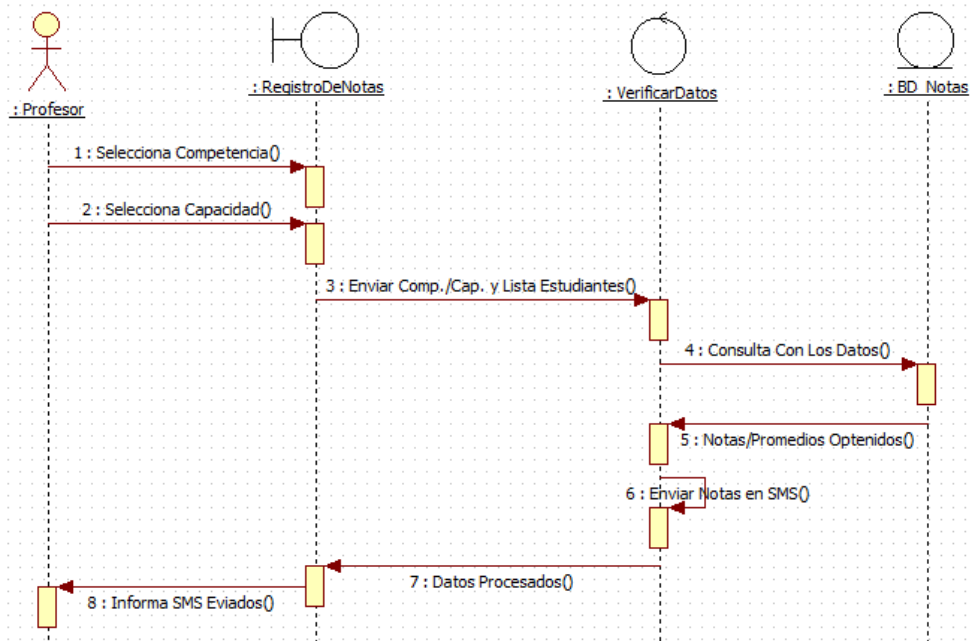 : Profesor
: RegistroDeNotas
: VerificarDatos
: BD_Notas
1 : Selecciona Competencia()
2 : Selecciona Capacidad()
3 : Enviar Comp./Cap. y Lista Estudiantes()
4 : Consulta Con Los Datos()
5 : Notas/Promedios Optenidos()
6 : Enviar Notas en SMS()
7 : Datos Procesados()
8 : Informa SMS Eviados()